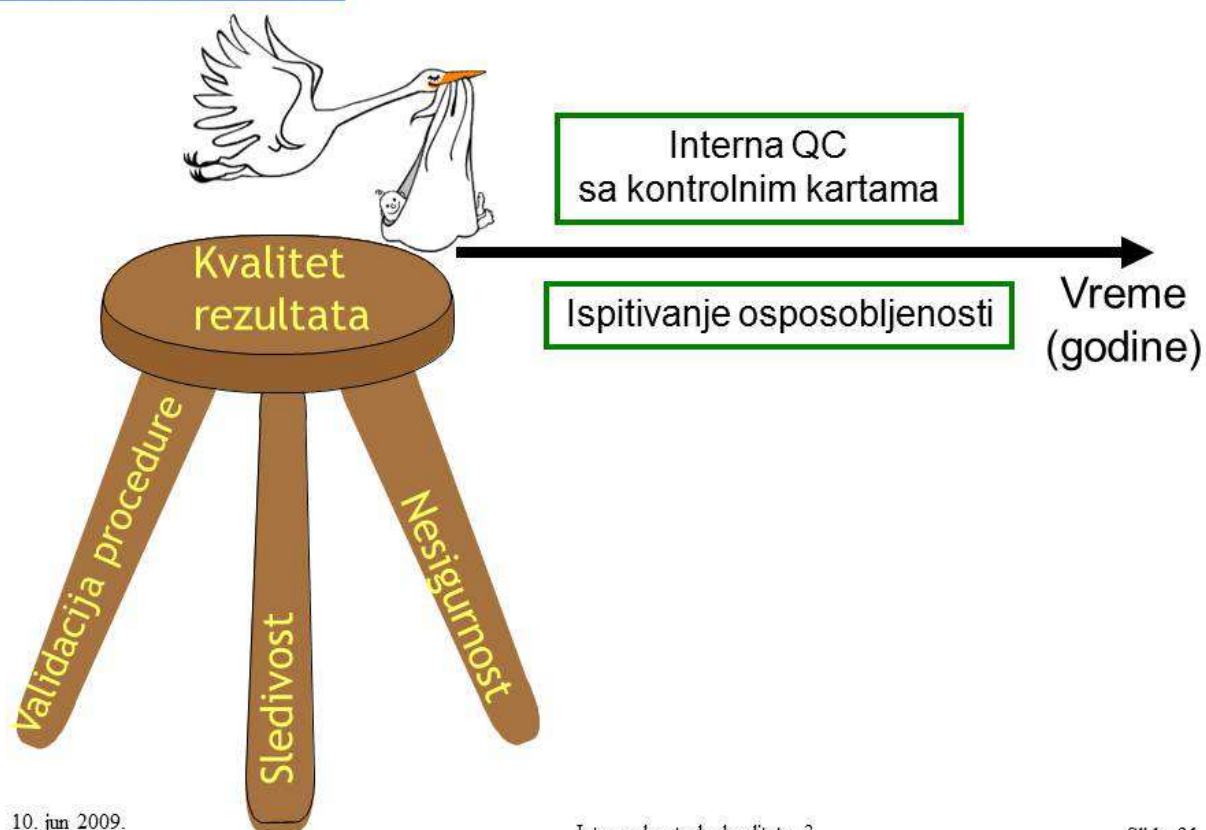 Interna QC
sa kontrolnim kartama
Kvalitet
rezultata
Ispitivanje osposobljenosti
Vreme
(godine)
Validacija procedure
Sledivost
Nesigurnost
10. jun 2009.